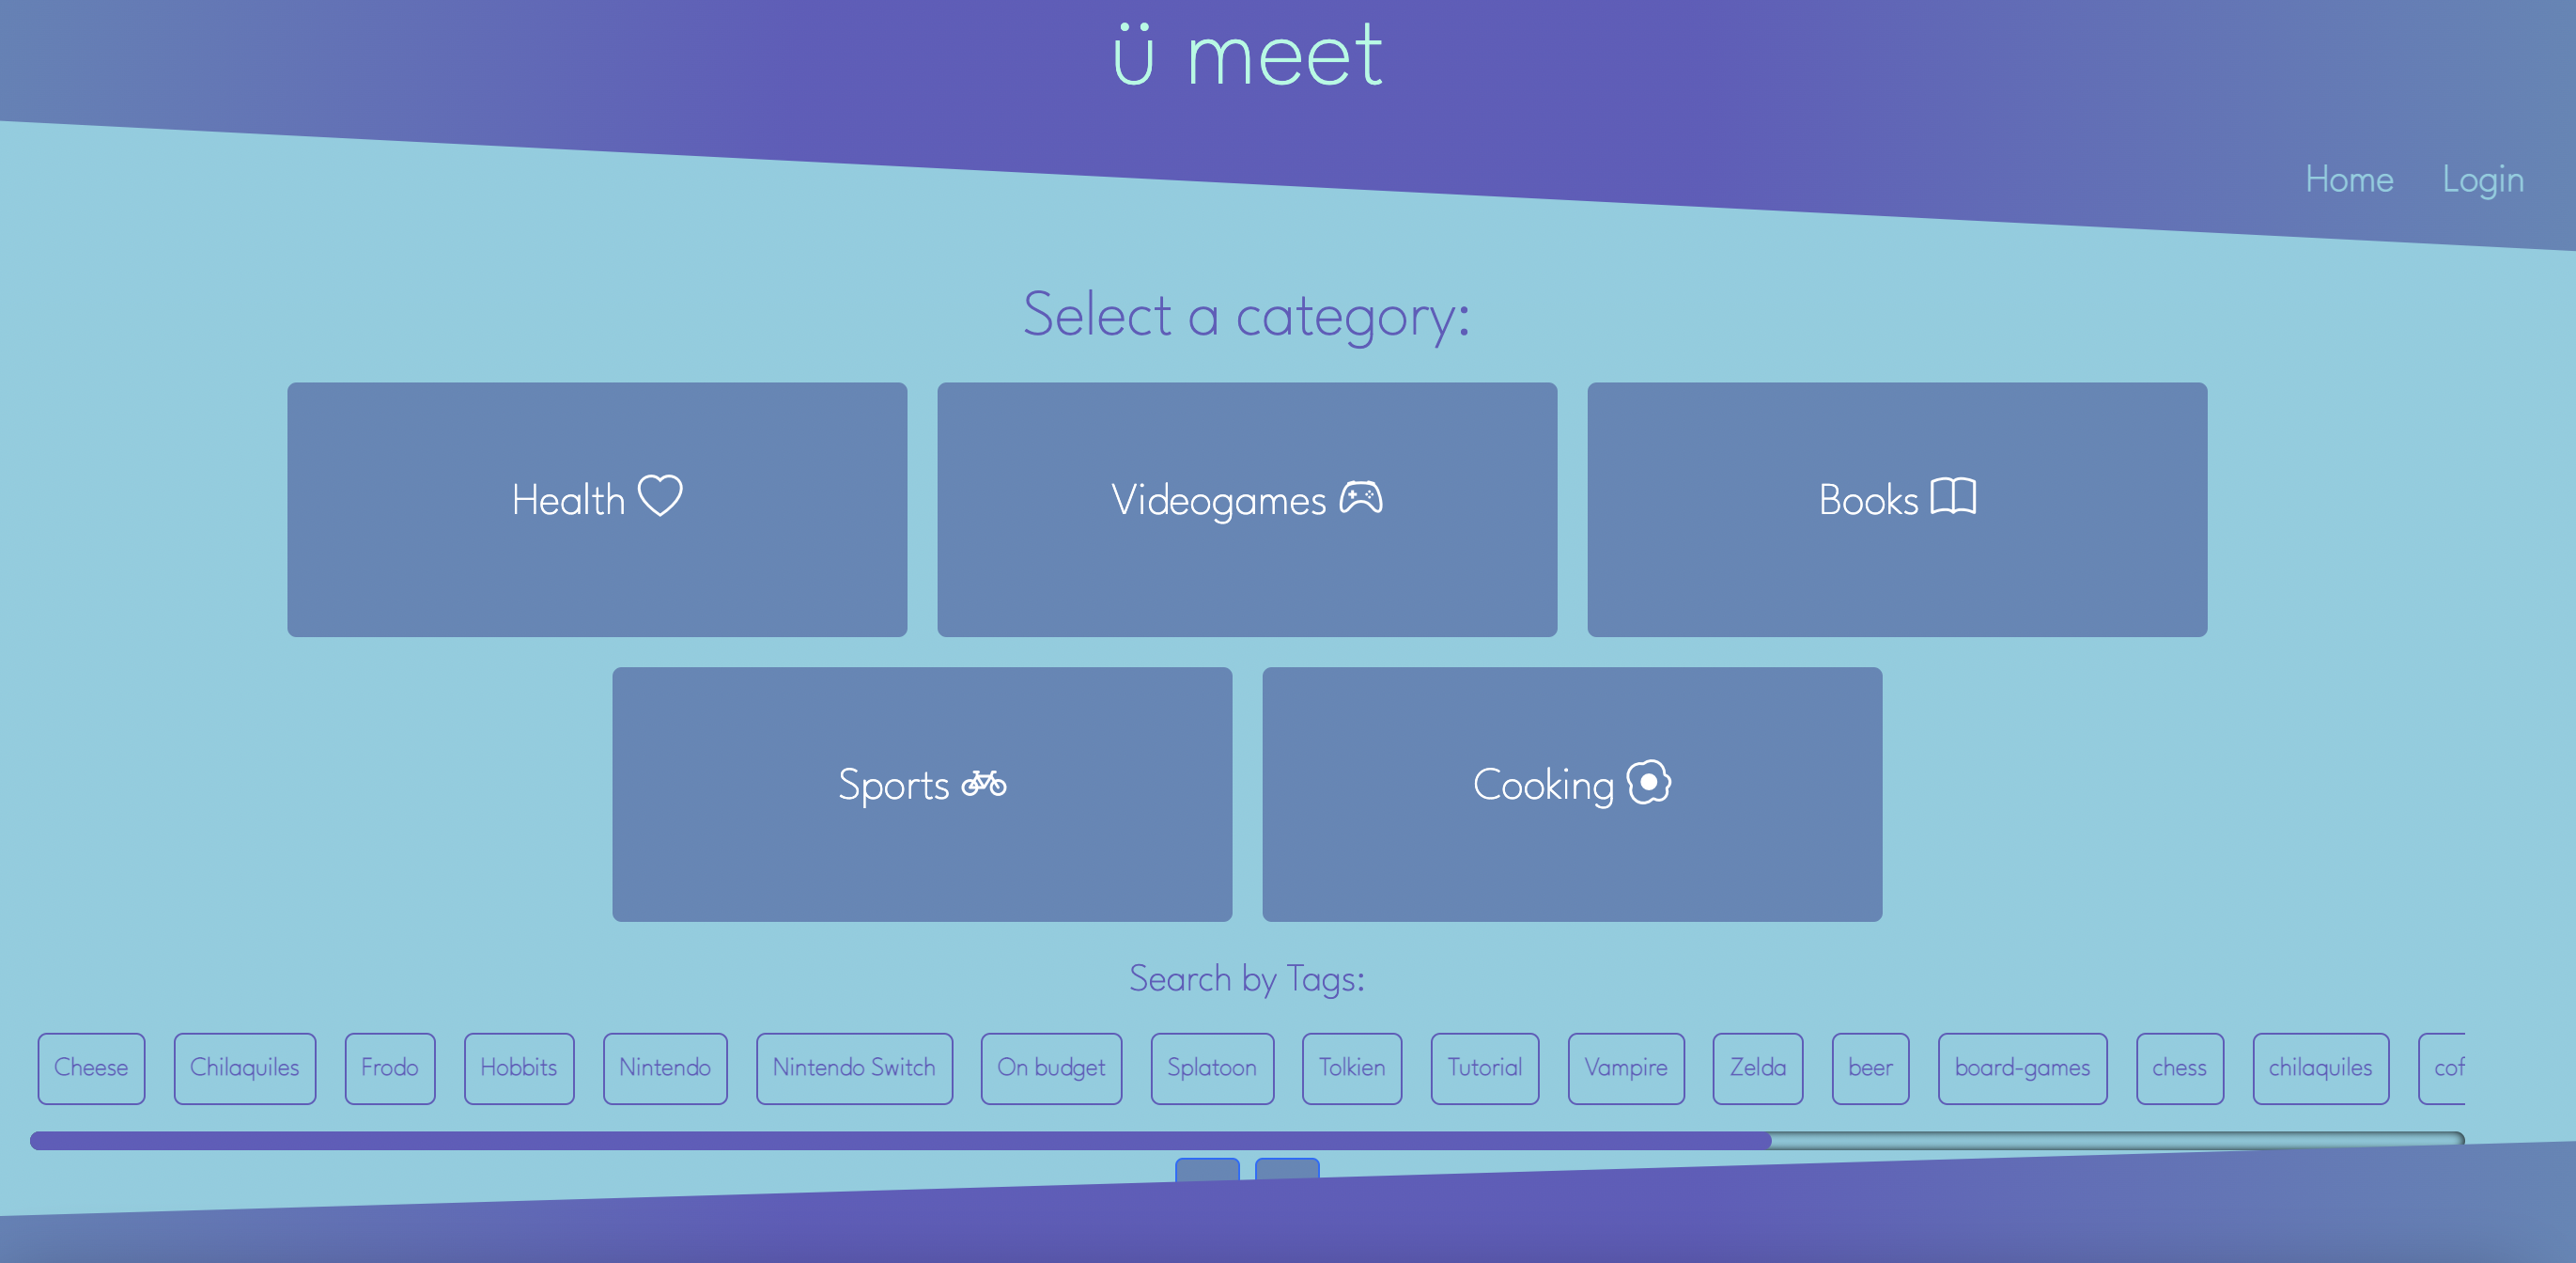 ü meet
Home Login
Select a category:
Health
Videogames
Books
Sports
Cooking
Search by Tags:
Cheese Chilaquiles Frodo Hobbits Nintendo Nintendo Switch On budget Splatoon Tolkien Tutorial Vampire Zelda beer board-games chess chilaquiles cof